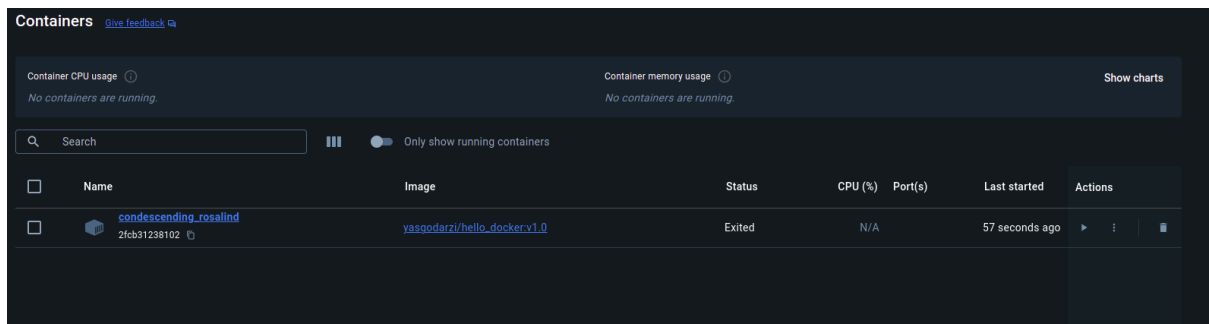 Containers Give feedback
Container CPU usage
No containers are running.
Container memory usage
No containers are running.
Show charts
Search
Only show running containers
Name Image Status CPU (%) Port(s) Last started Actions
condescending_rosalind
2fcb31238102
yasgodarzi/hello_docker:v1.0 Exited N/A 57 seconds ago